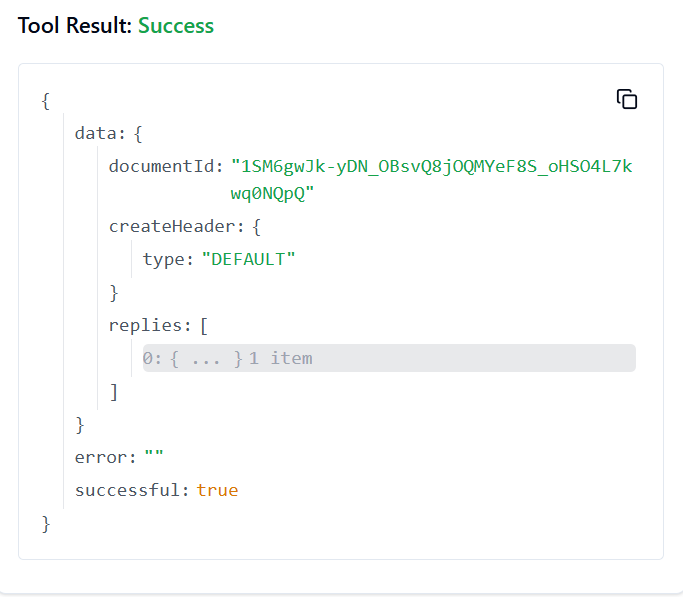 Tool Result: Success
{
data: {
documentId: "1SM6gwJk-yDN_OBsvQ8jOQMYeF8S_oHSO4L7k
wq0NQpQ"
createHeader: {
type: "DEFAULT"
}
replies: [
0: { ... } 1 item
]
}
error: ""
successful: true
}